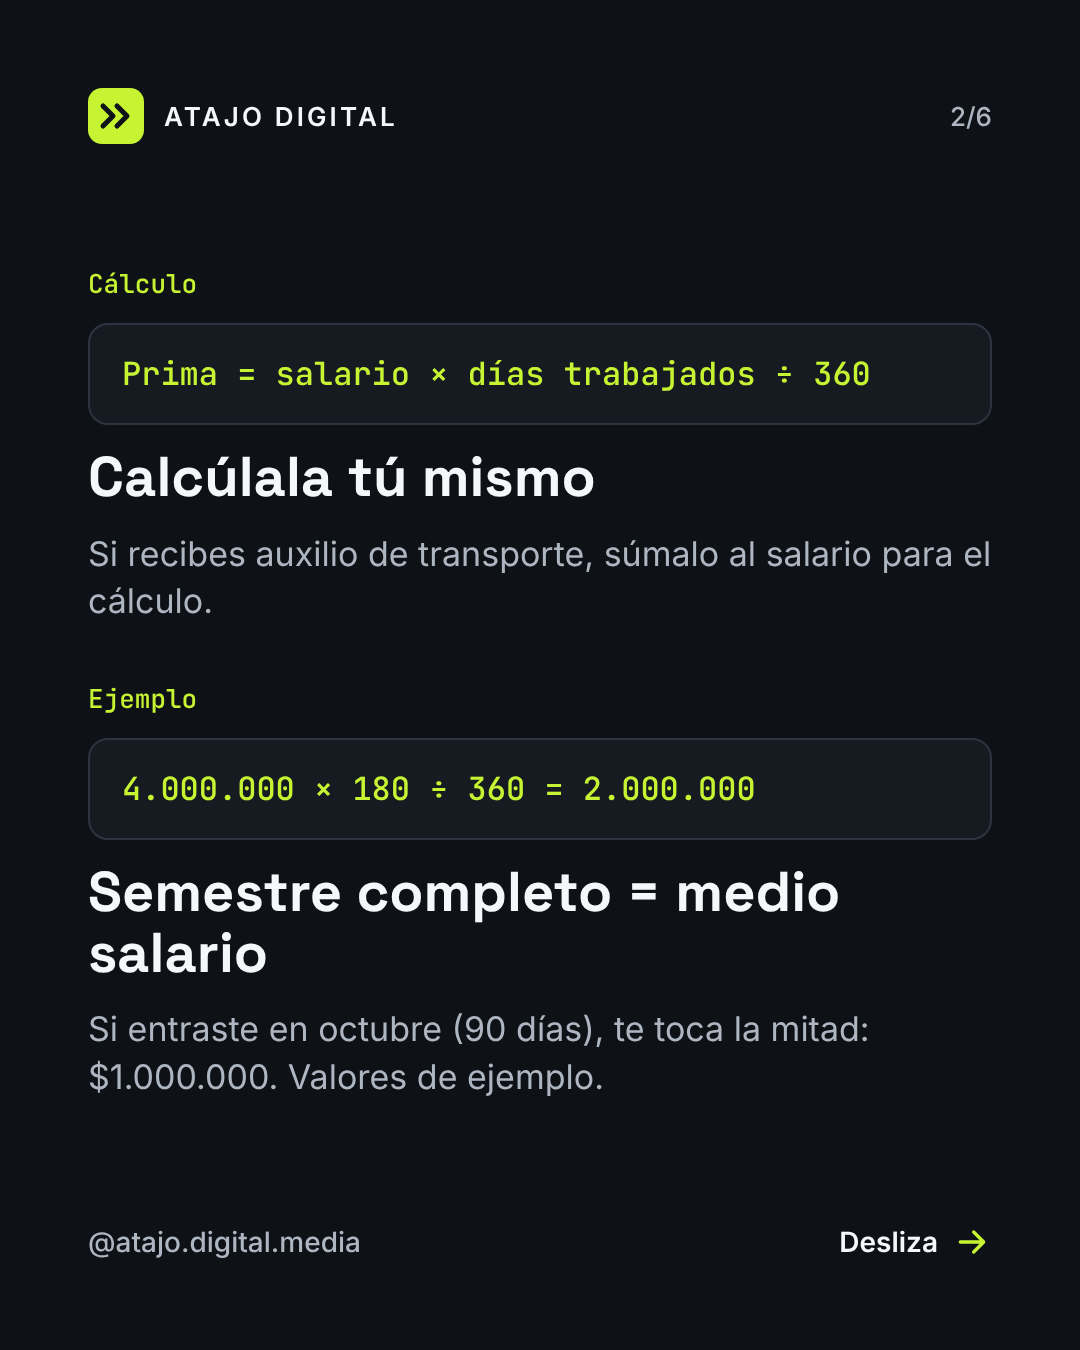 ATAJO DIGITAL
2/6
Cálculo
Prima = salario × días trabajados ÷ 360
Calcúlala tú mismo
Si recibes auxilio de transporte, súmalo al salario para el
cálculo.
Ejemplo
4.000.000 × 180 ÷ 360 = 2.000.000
Semestre completo = medio
salario
Si entraste en octubre (90 días), te toca la mitad:
$1.000.000. Valores de ejemplo.
@atajo.digital.media
Desliza →